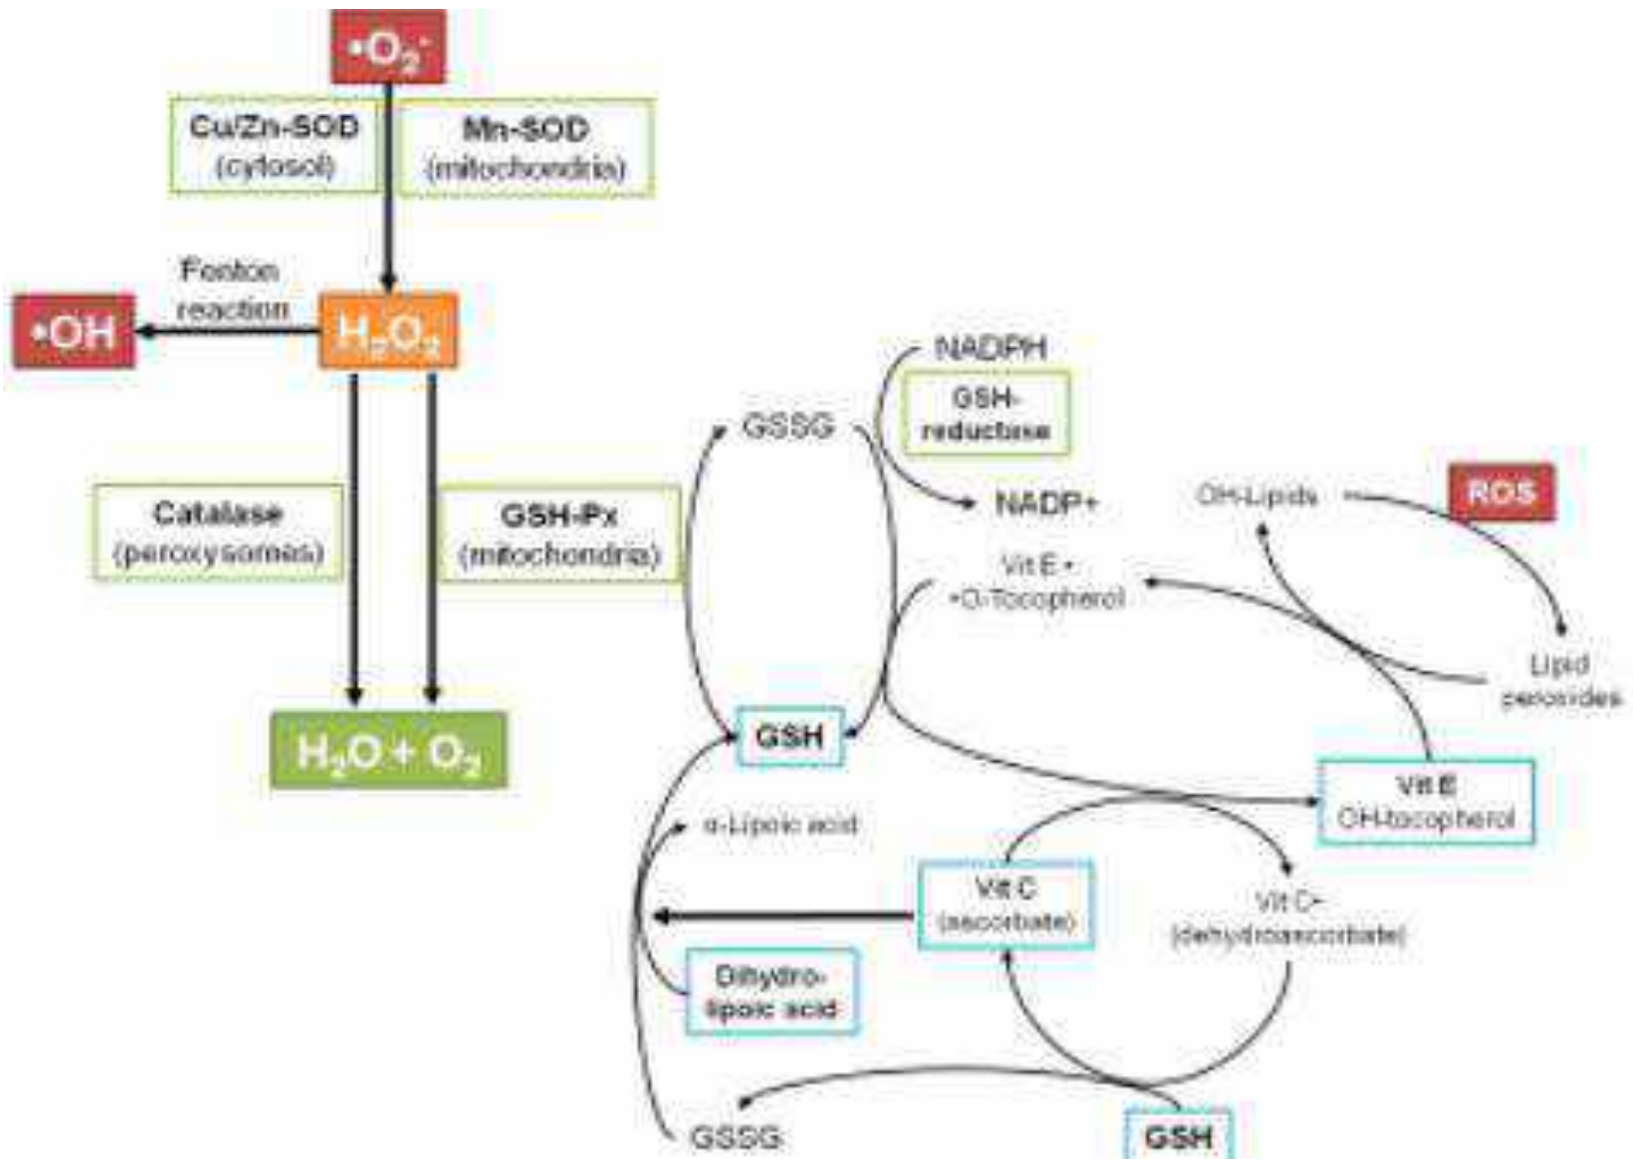 •O₂⁻
Cu/Zn-SOD
(cytosol)
Mn-SOD
(mitochondria)
Fenton
reaction
•OH
H₂O₂
NADPH
GSH-
reductase
GSSG
NADP+
Catalase
(peroxysomes)
GSH-Px
(mitochondria)
OH-Lipids
ROS
Vit E •
•O-Tocopherol
Lipid
peroxides
GSH
H₂O + O₂
Vit E
OH-tocopherol
α-Lipoic acid
Vit C
(ascorbate)
Vit C•
(dehydroascorbate)
Dihydro-
lipoic acid
GSSG
GSH